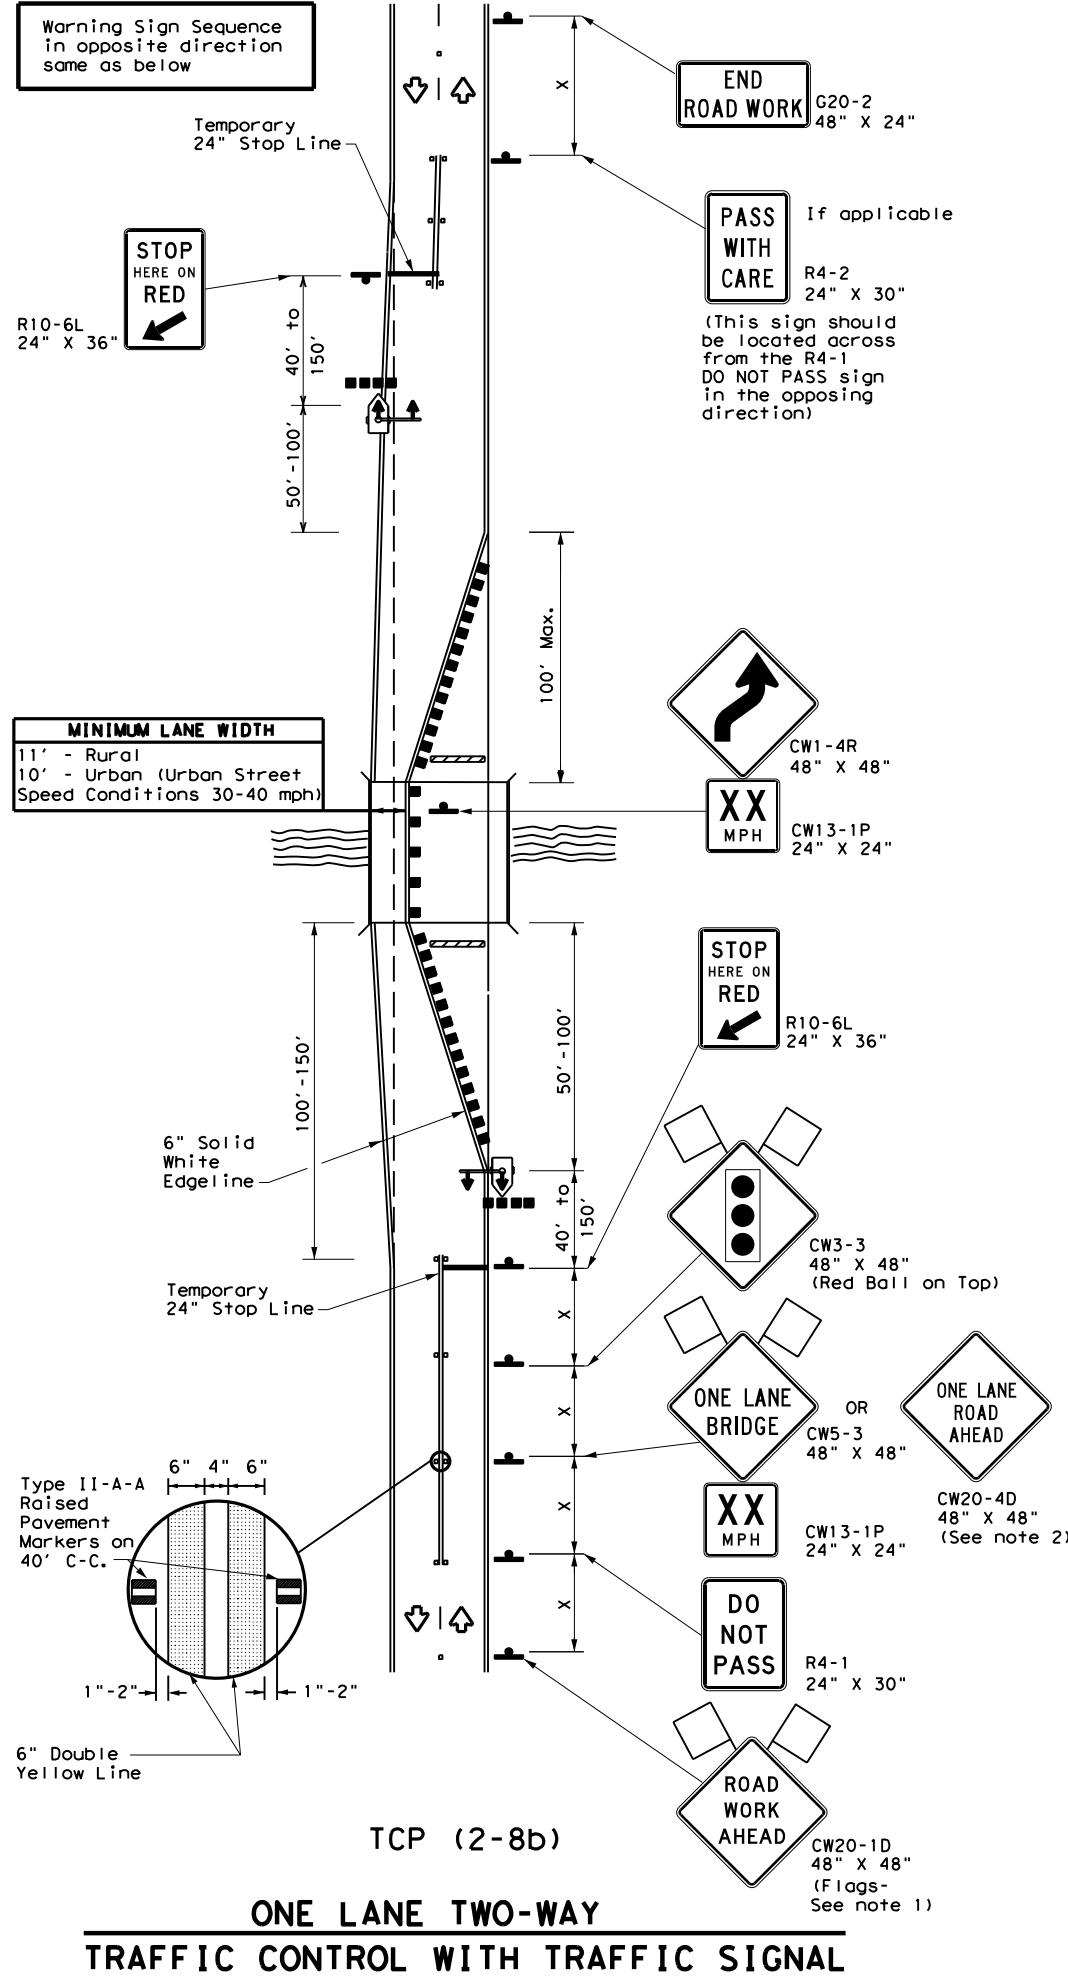 Warning Sign Sequence
in opposite direction
same as below
END
ROAD WORK
G20-2
48" X 24"
X
Temporary
24" Stop Line
PASS
WITH
CARE
If applicable
R4-2
24" X 30"
(This sign should
be located across
from the R4-1
DO NOT PASS sign
in the opposing
direction)
STOP
HERE ON
RED
R10-6L
24" X 36"
40' to
150'
50'-100'
100' Max.
CW1-4R
48" X 48"
MINIMUM LANE WIDTH
11' - Rural
10' - Urban (Urban Street
Speed Conditions 30-40 mph)
XX
MPH
CW13-1P
24" X 24"
STOP
HERE ON
RED
R10-6L
24" X 36"
50'-100'
100'-150'
6" Solid
White
Edgeline
40' to
150'
CW3-3
48" X 48"
(Red Ball on Top)
Temporary
24" Stop Line
X
ONE LANE
BRIDGE
OR
CW5-3
48" X 48"
ONE LANE
ROAD
AHEAD
CW20-4D
48" X 48"
(See note 2)
X
XX
MPH
CW13-1P
24" X 24"
X
6" 4" 6"
Type II-A-A
Raised
Pavement
Markers on
40' C-C.
1"-2"
1"-2"
6" Double
Yellow Line
DO
NOT
PASS
R4-1
24" X 30"
X
ROAD
WORK
AHEAD
CW20-1D
48" X 48"
(Flags-
See note 1)
TCP (2-8b)
ONE LANE TWO-WAY
TRAFFIC CONTROL WITH TRAFFIC SIGNAL